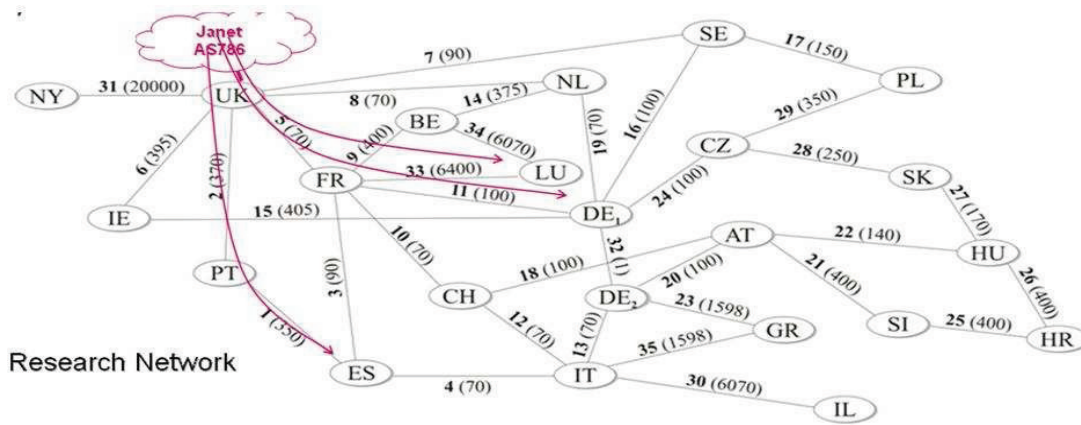 Janet
AS786
NY
31 (20000)
UK
7 (90)
SE
17 (150)
PL
8 (70)
NL
14 (375)
BE
34 (6070)
16 (100)
19 (70)
29 (350)
CZ
28 (250)
SK
27 (170)
6 (395)
2 (370)
5 (70)
9 (400)
FR
33 (6400)
LU
11 (100)
24 (100)
IE
15 (405)
DE1
AT
22 (140)
HU
10 (70)
32 (1)
18 (100)
20 (100)
21 (400)
26 (400)
PT
3 (90)
CH
DE2
23 (1598)
GR
SI
25 (400)
HR
1 (350)
12 (70)
13 (70)
35 (1598)
Research Network
ES
4 (70)
IT
30 (6070)
IL